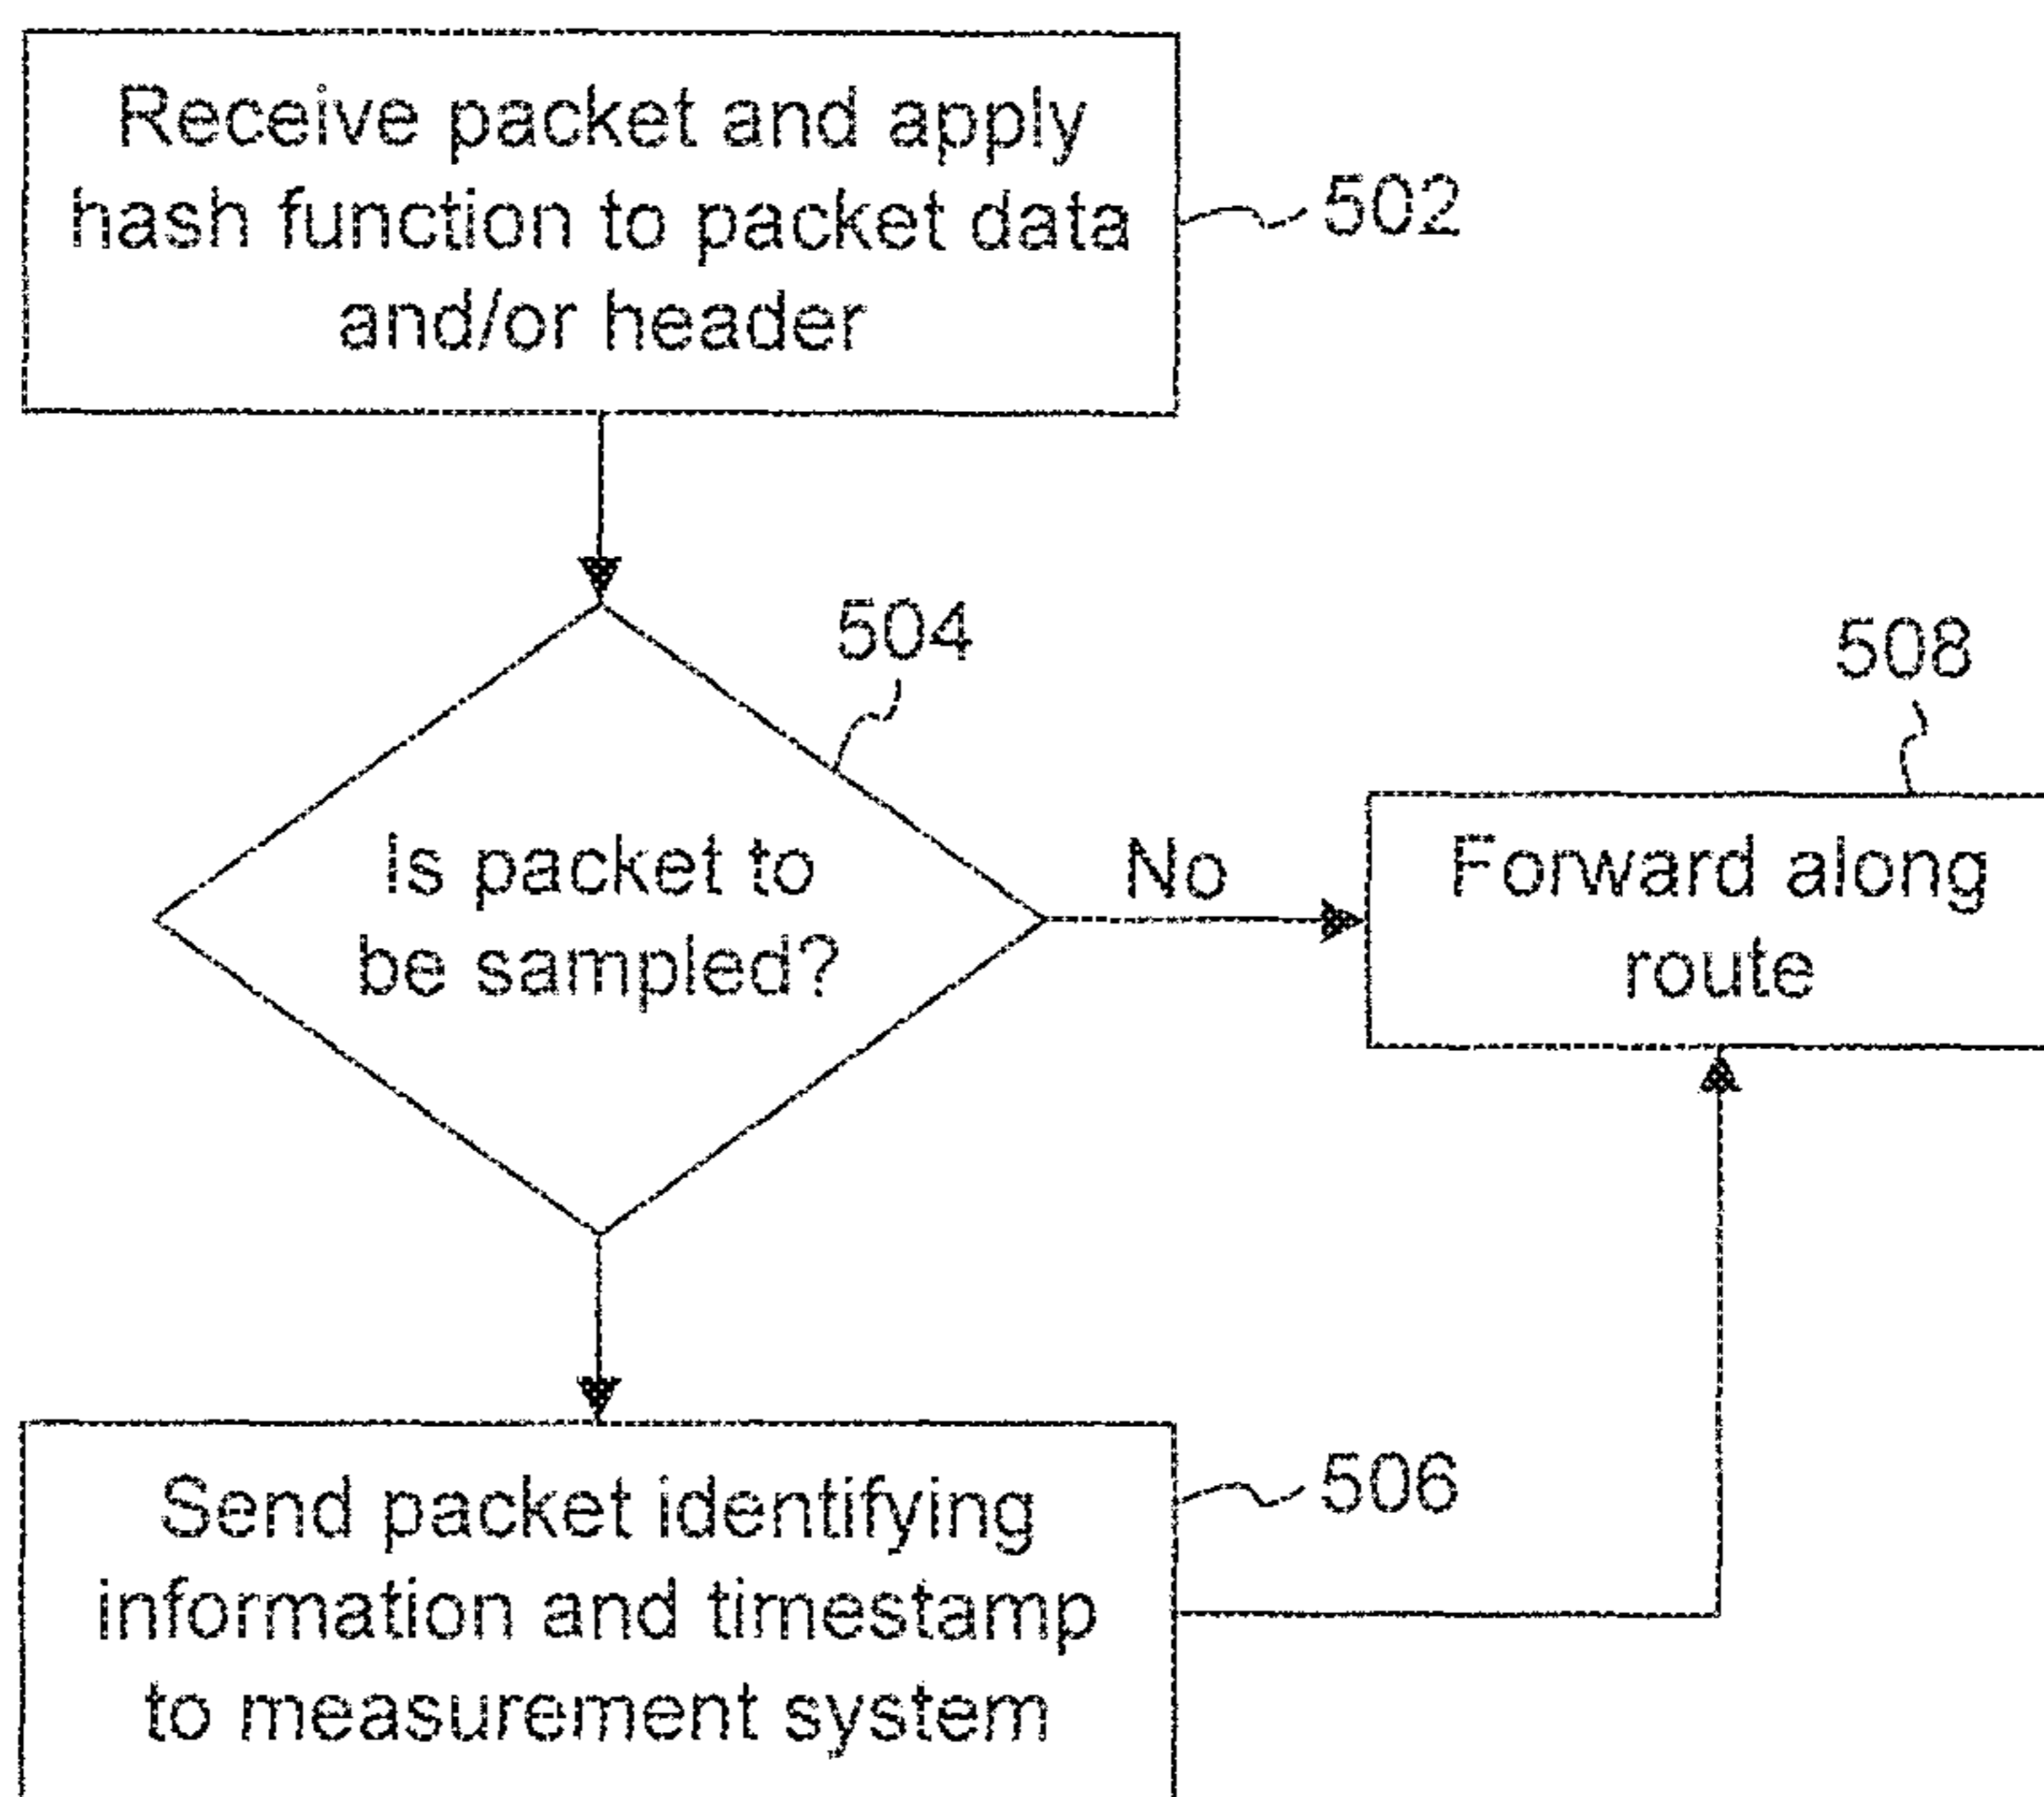 Receive packet and apply
hash function to packet data
and/or header
502
504
Is packet to
be sampled?
No
508
Forward along
route
Send packet identifying
information and timestamp
to measurement system
506